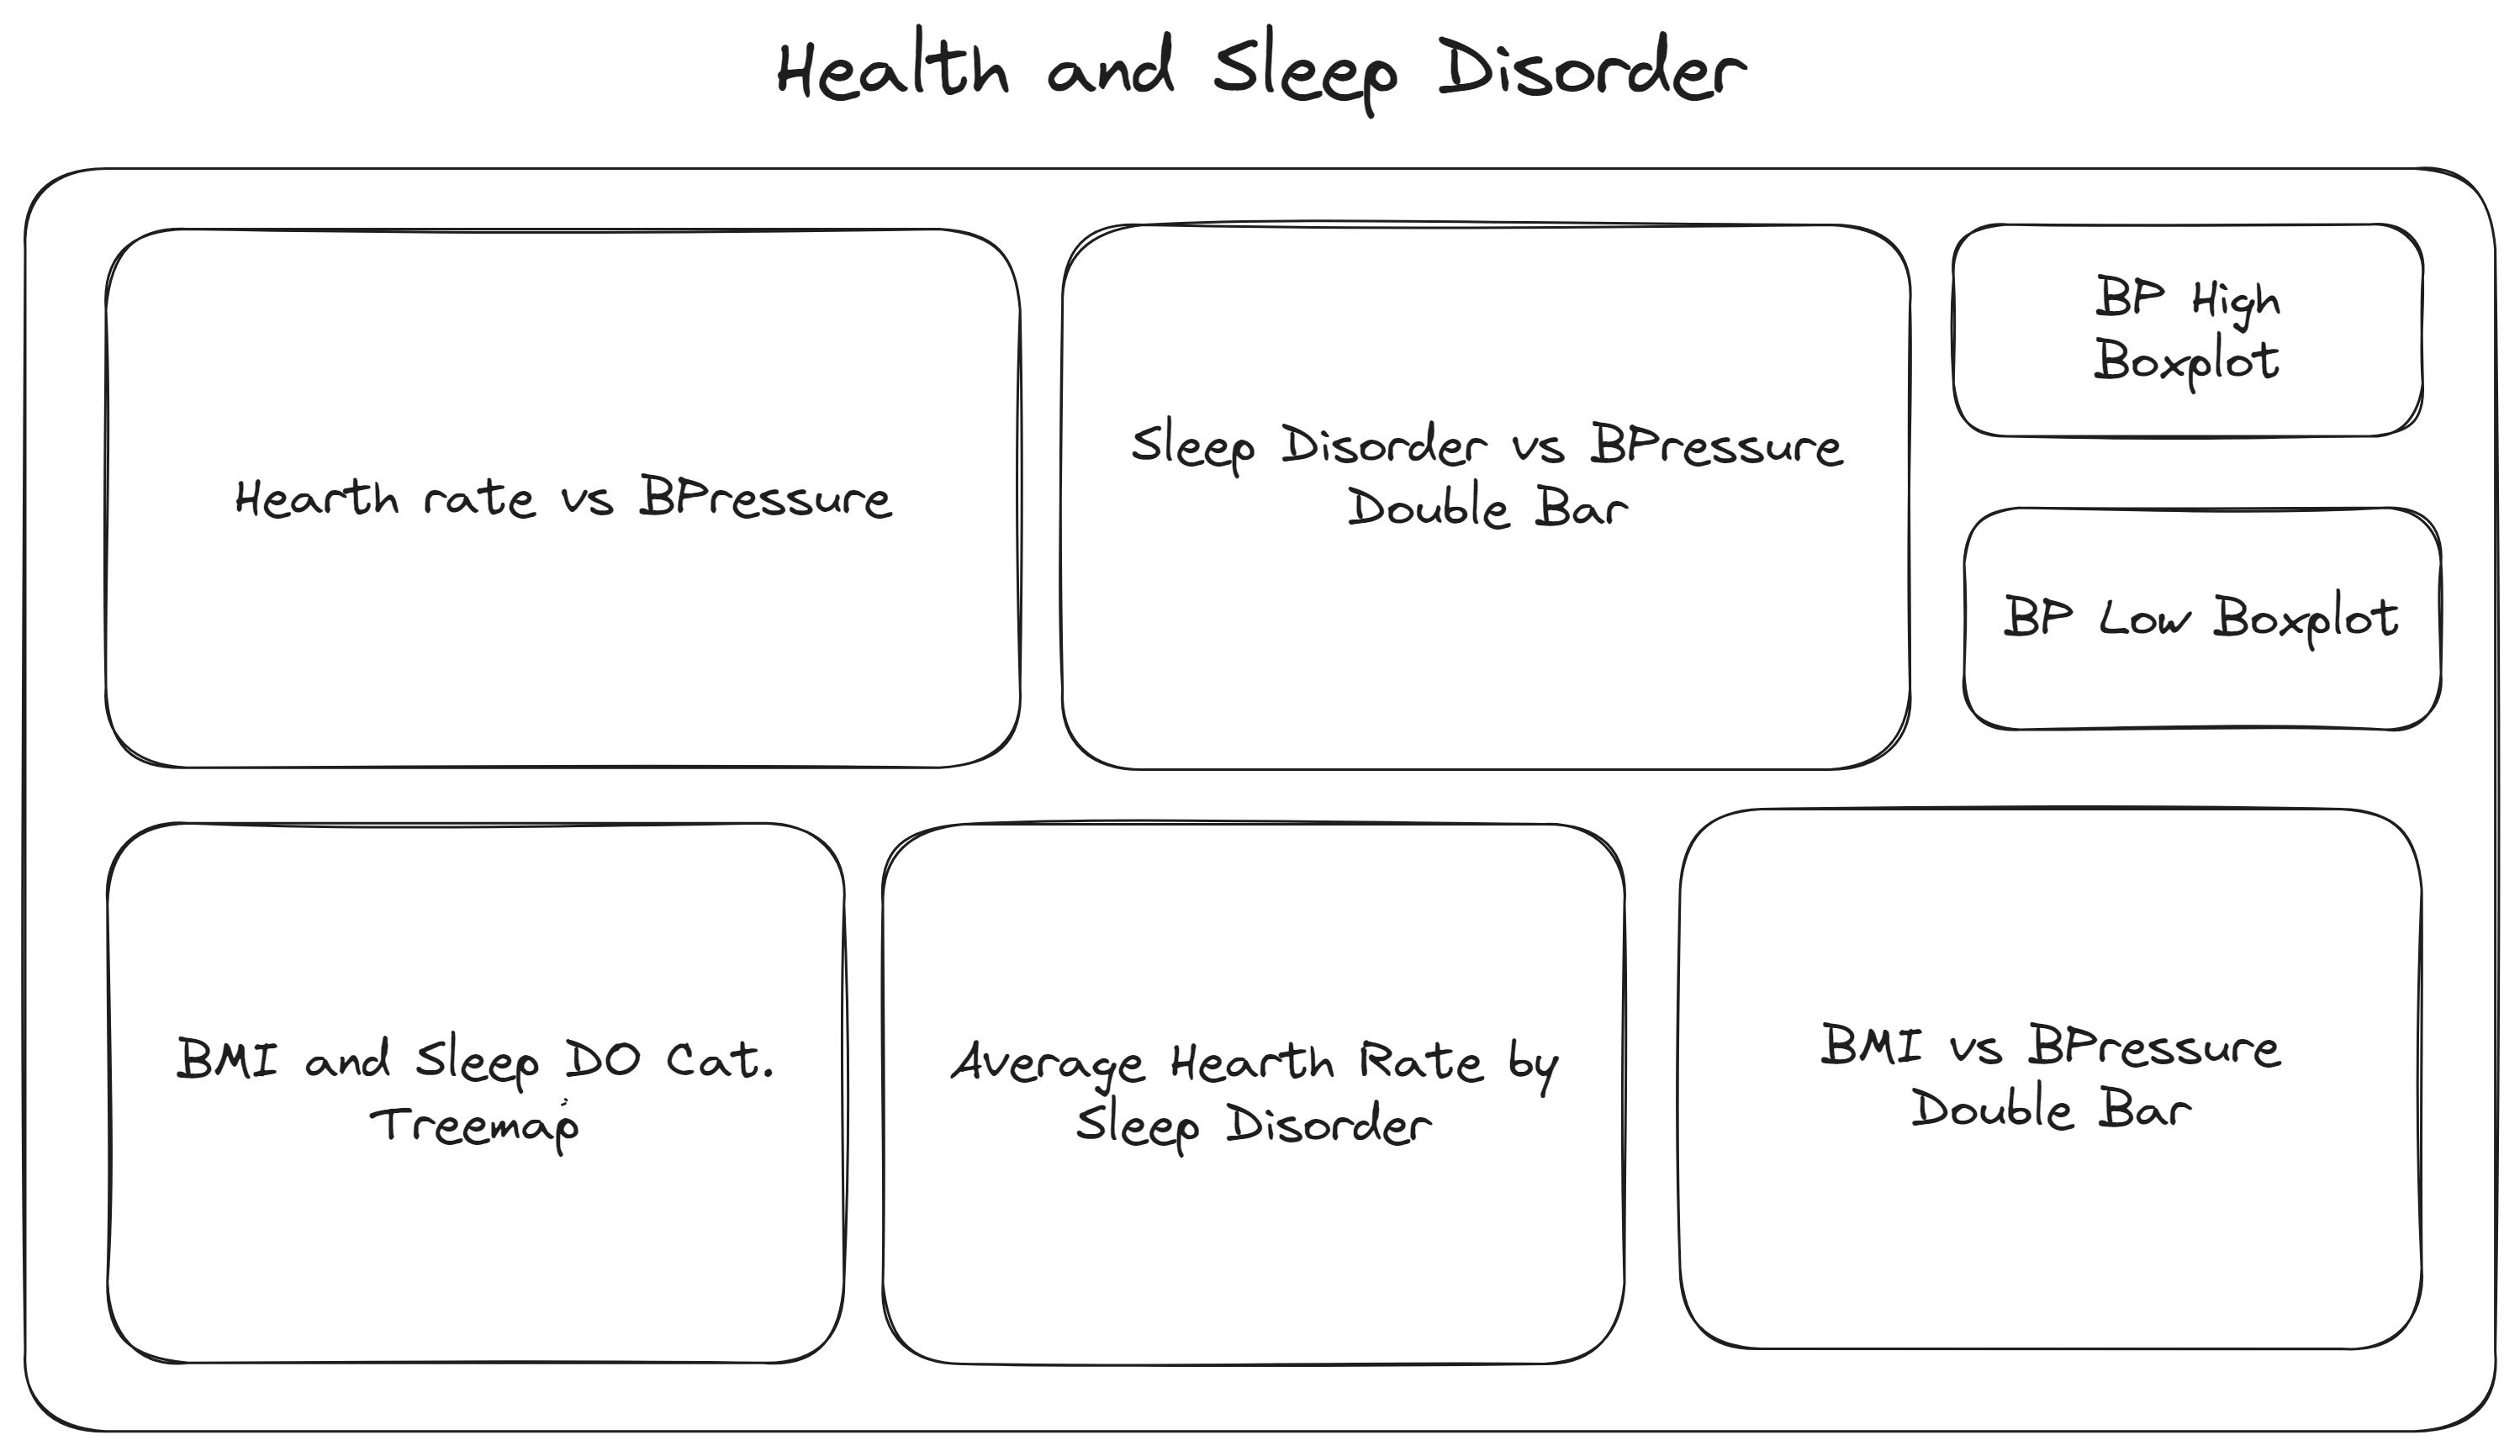 Health and Sleep Disorder
Hearth rate vs BPressure
Sleep Disorder vs BPressure
Double Bar
BP High
Boxplot
BP Low Boxplot
BMI and Sleep DO Cat.
Treemap
Average Hearth Rate by
Sleep Disorder
BMI vs BPressure
Double Bar